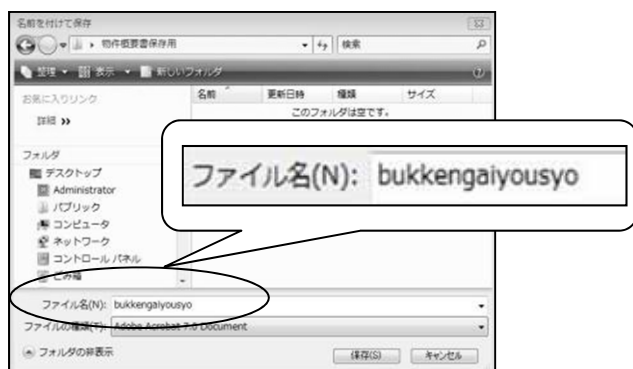 名前を付けて保存
物件概要書保存用
検索
整理 表示 新しいフォルダ
お気に入りリンク
詳細 »
名前 更新日時 種類 サイズ
このフォルダは空です。
フォルダ
デスクトップ
Administrator
パブリック
コンピュータ
ネットワーク
コントロール パネル
ごみ箱
ファイル名(N): bukkengaiyousyo
ファイル名(N): bukkengaiyousyo
ファイルの種類(T): Adobe Acrobat 7.0 Document
フォルダの非表示
保存(S) キャンセル